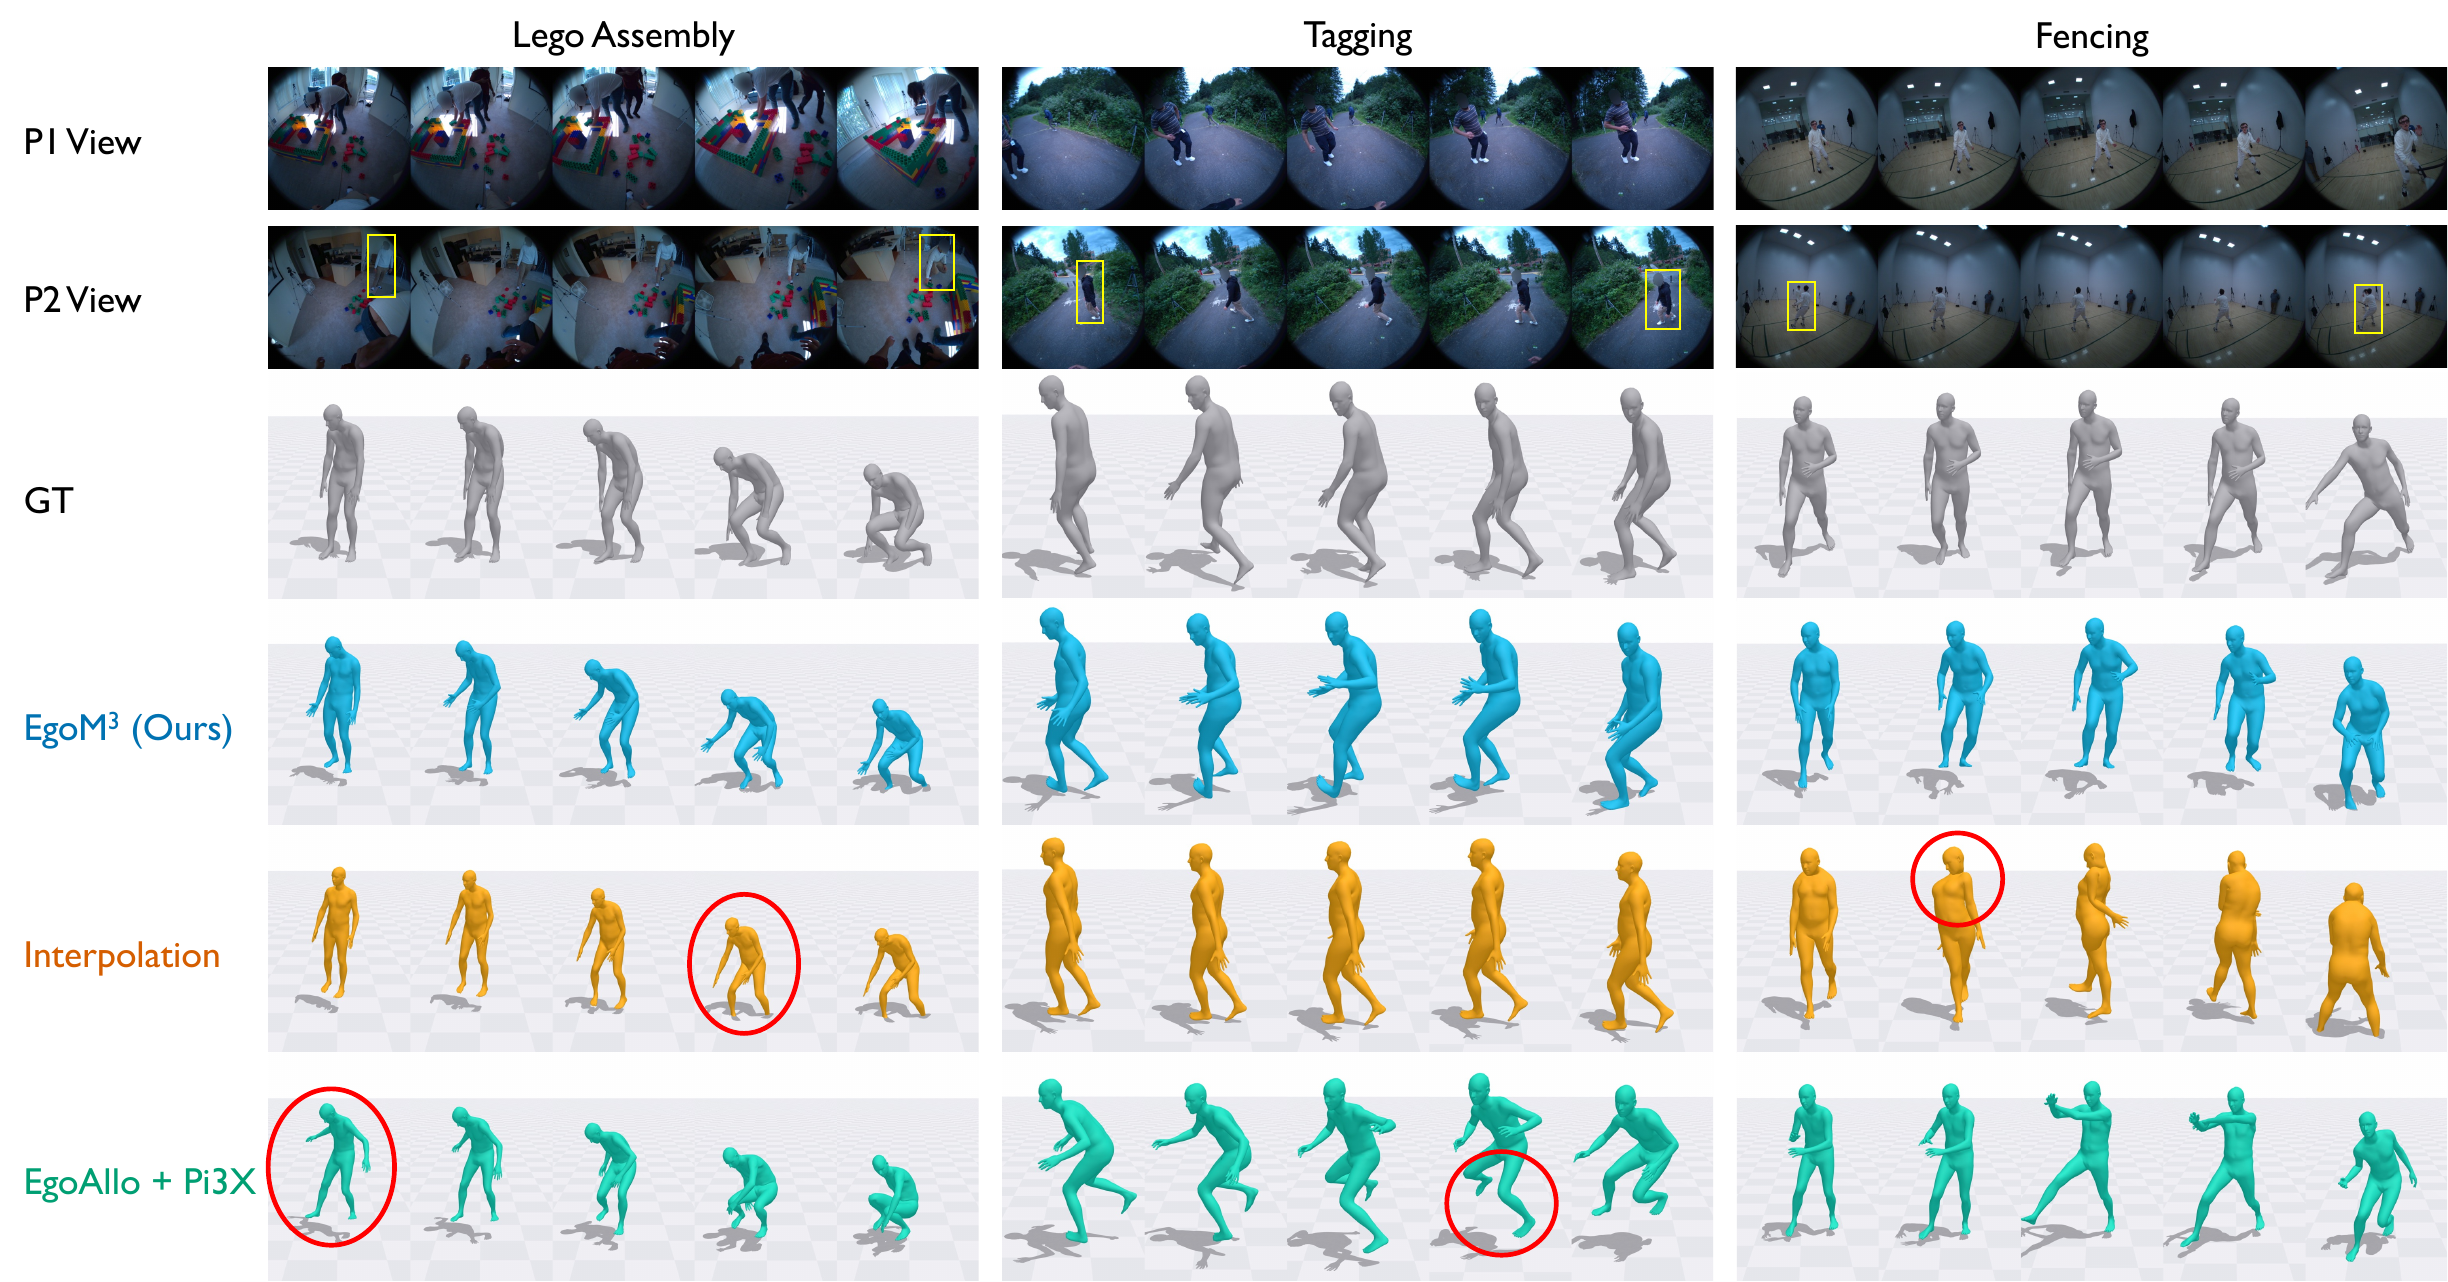 Lego Assembly
Tagging
Fencing
P1 View
P2 View
GT
EgoM³ (Ours)
Interpolation
EgoAllo + Pi3X